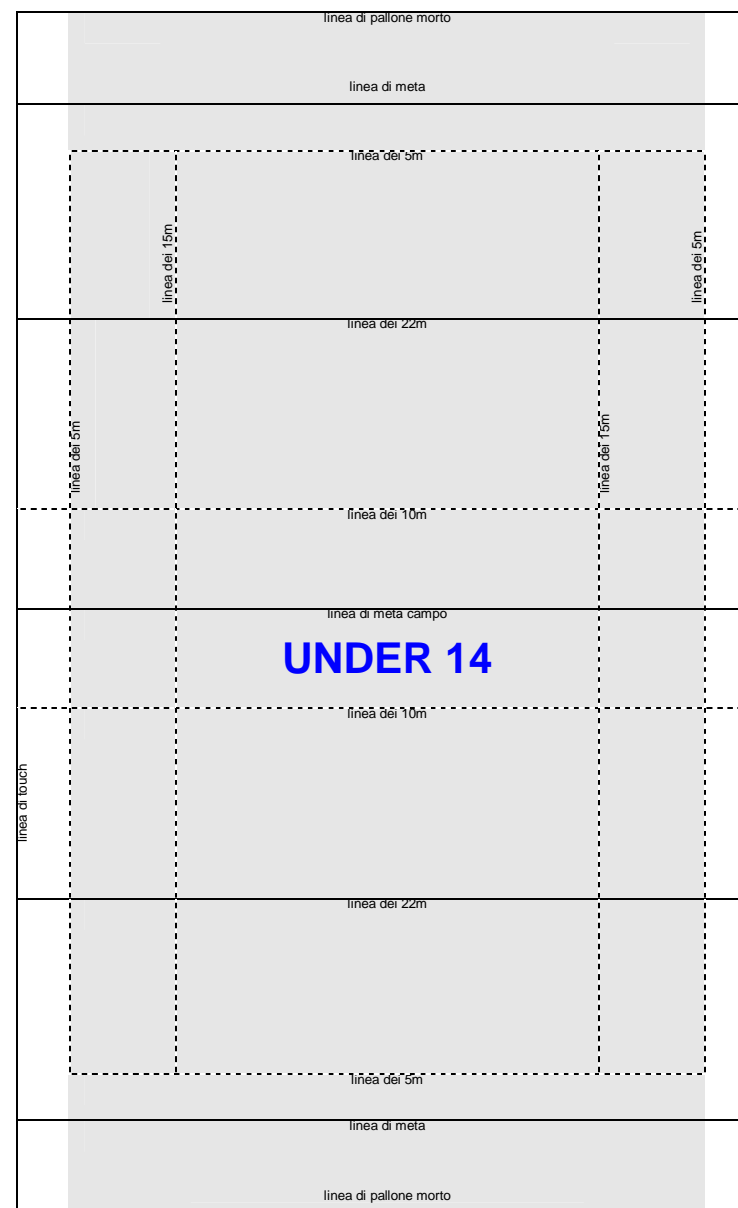 linea di pallone morto
linea di meta
linea dei 5m
linea dei 15m
linea dei 5m
linea dei 22m
linea dei 5m
linea dei 15m
linea dei 10m
linea di meta campo
UNDER 14
linea dei 10m
linea di touch
linea dei 22m
linea dei 5m
linea di meta
linea di pallone morto